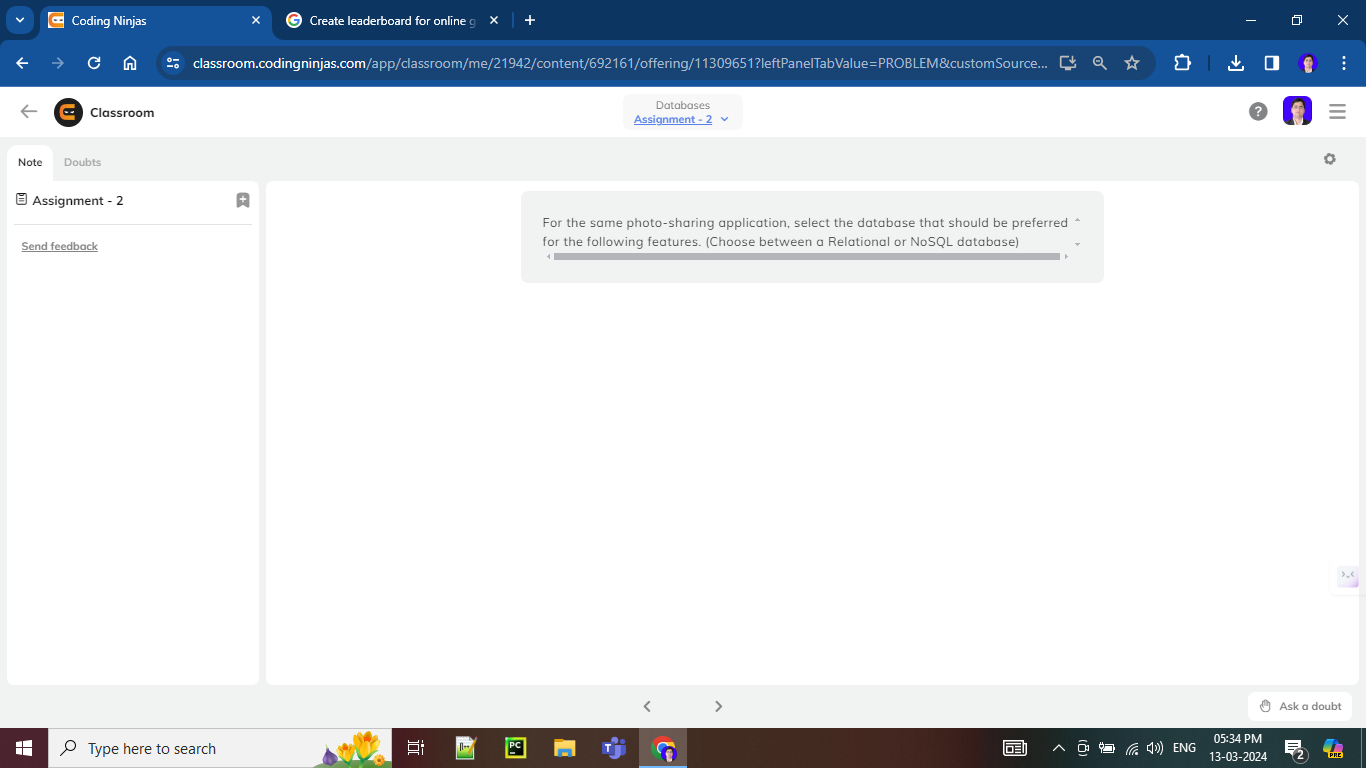 Coding Ninjas
Create leaderboard for online g
classroom.codingninjas.com/app/classroom/me/21942/content/692161/offering/11309651?leftPanelTabValue=PROBLEM&customSource...
Classroom
Databases
Assignment - 2
Note
Doubts
Assignment - 2
Send feedback
For the same photo-sharing application, select the database that should be preferred
for the following features. (Choose between a Relational or NoSQL database)
Ask a doubt
Type here to search
PC
ENG
05:34 PM
13-03-2024
2
PRE